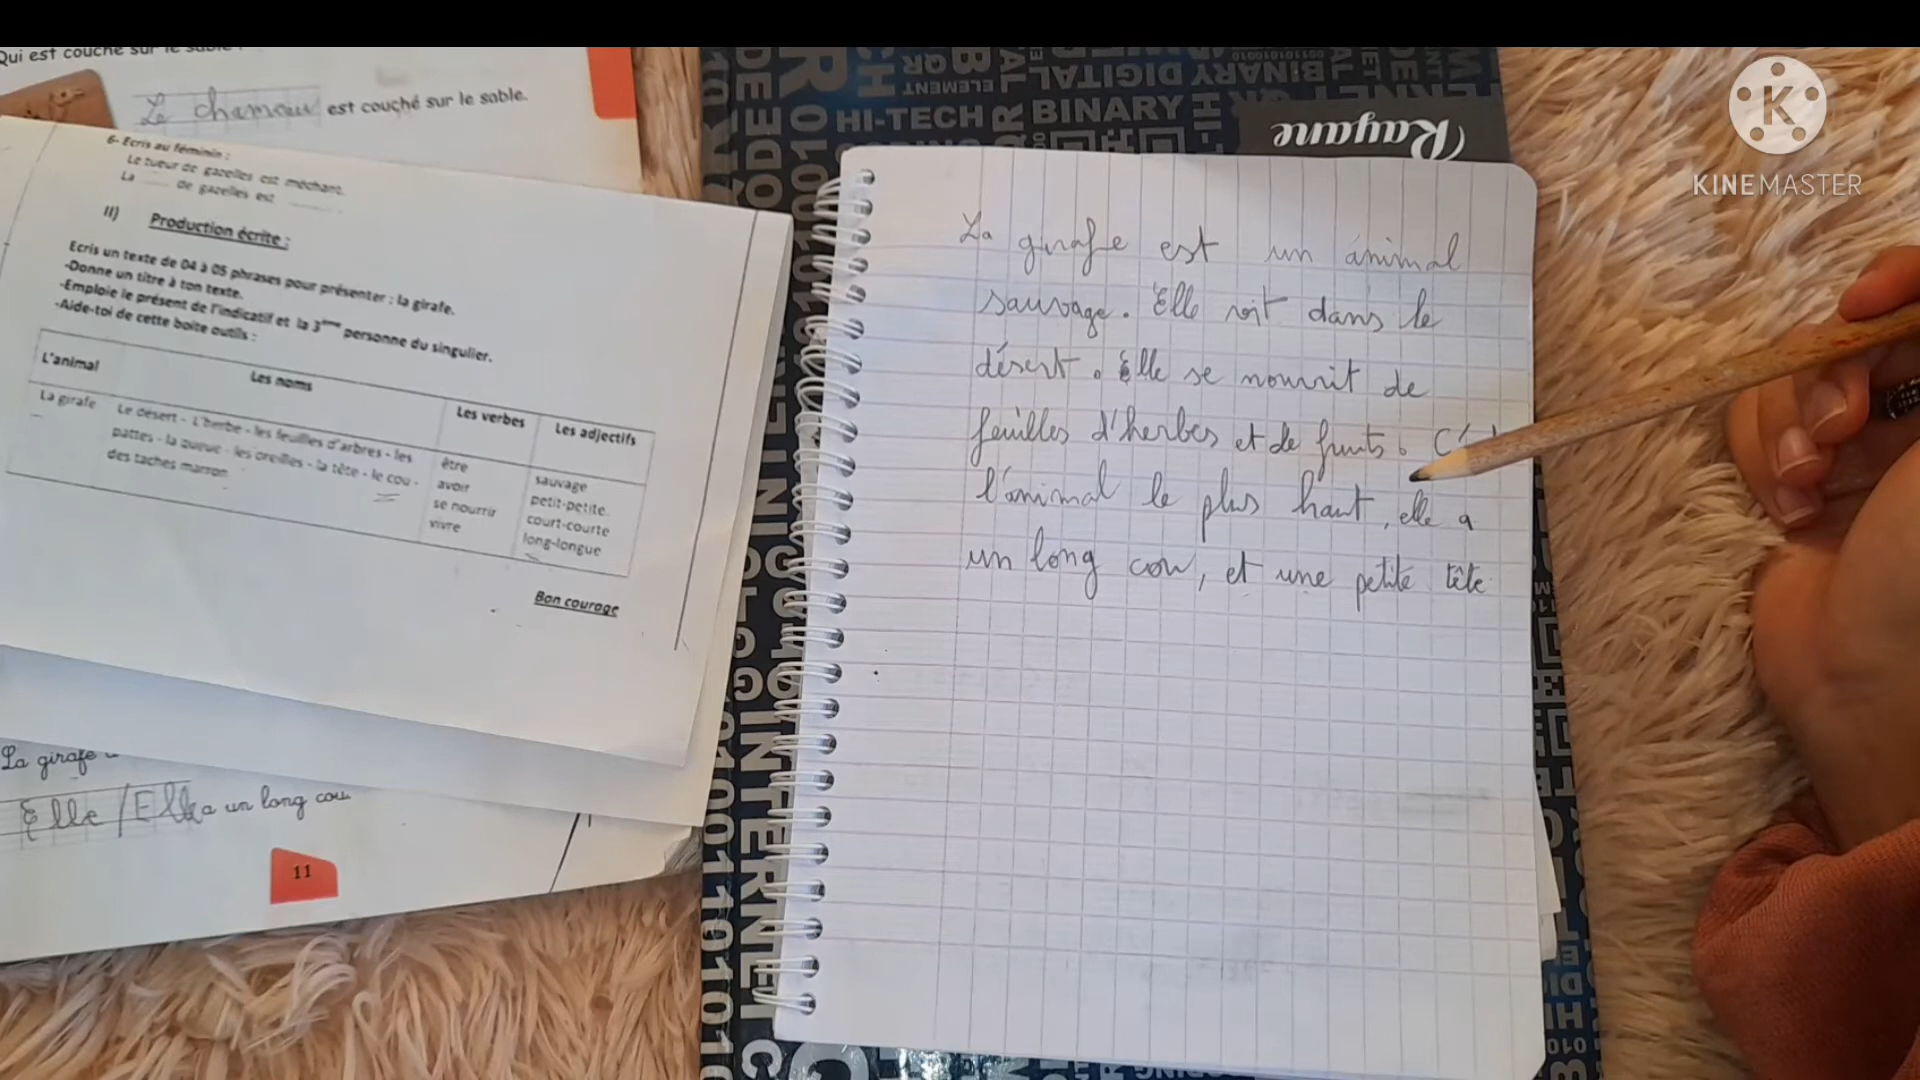 Qui est couché sur le sable
Le chameau est couché sur le sable.
6- Ecris au féminin :
Le tueur de gazelles est méchant.
La ...... de gazelles est ........ .
II) Production écrite :
Ecris un texte de 04 à 05 phrases pour présenter : la girafe.
-Donne un titre à ton texte.
-Emploie le présent de l'indicatif et la 3ème personne du singulier.
-Aide-toi de cette boite outils :
L'animal Les noms Les verbes Les adjectifs
La girafe
Le désert - L'herbe - les feuilles d'arbres - les
pattes - la queue - les oreilles - la tête - le cou -
des taches marron
être
avoir
se nourrir
vivre
sauvage
petit-petite
court-courte
long-longue
Bon courage
La girafe
Elle / Elle a un long cou
11
HI-TECH
BINARY
BINARY DIGITAL
ELEMENT
QR
INTERNET
Rayane
La girafe est un animal
sauvage. Elle vit dans le
désert. Elle se nourrit de
feuilles d'herbes et de fruits.
l'animal le plus haut, elle a
un long cou, et une petite tête
K
KINEMASTER